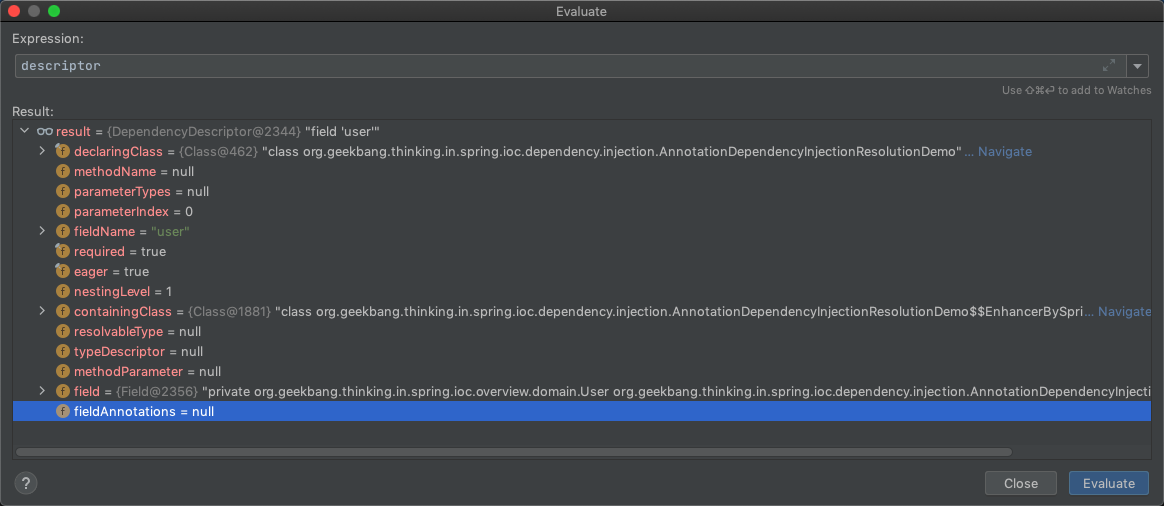 Evaluate
Expression:
descriptor
Use ⇧⌘⏎ to add to Watches
Result:
result = {DependencyDescriptor@2344} "field 'user'"
f declaringClass = {Class@462} "class org.geekbang.thinking.in.spring.ioc.dependency.injection.AnnotationDependencyInjectionResolutionDemo" ... Navigate
f methodName = null
f parameterTypes = null
f parameterIndex = 0
f fieldName = "user"
f required = true
f eager = true
f nestingLevel = 1
f containingClass = {Class@1881} "class org.geekbang.thinking.in.spring.ioc.dependency.injection.AnnotationDependencyInjectionResolutionDemo$$EnhancerBySpri... Navigate
f resolvableType = null
f typeDescriptor = null
f methodParameter = null
f field = {Field@2356} "private org.geekbang.thinking.in.spring.ioc.overview.domain.User org.geekbang.thinking.in.spring.ioc.dependency.injection.AnnotationDependencyInjecti
f fieldAnnotations = null
? Close Evaluate